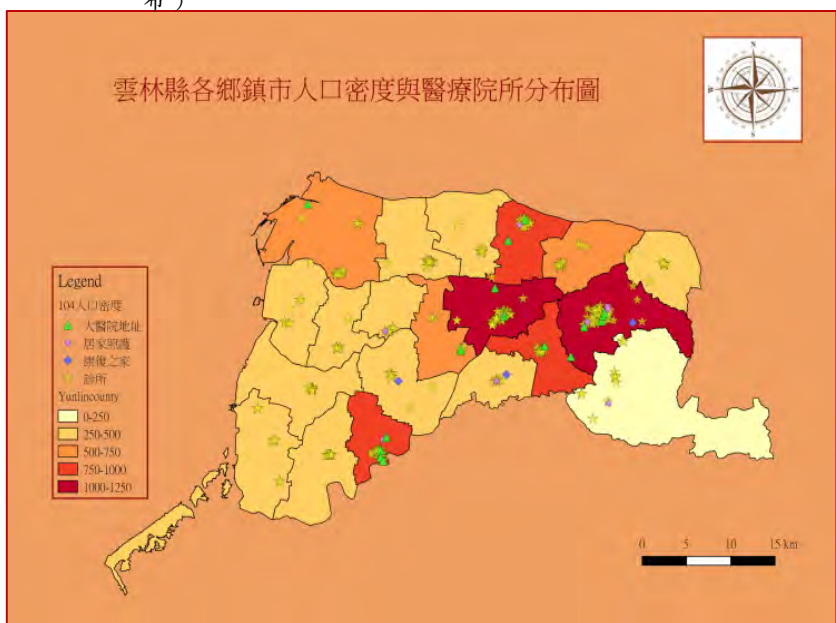 布）
雲林縣各鄉鎮市人口密度與醫療院所分布圖
N
W
E
S
Legend
104人口密度
大醫院地址
居家照護
康復之家
診所
Yunlincounty
0-250
250-500
500-750
750-1000
1000-1250
0 5 10 15 km